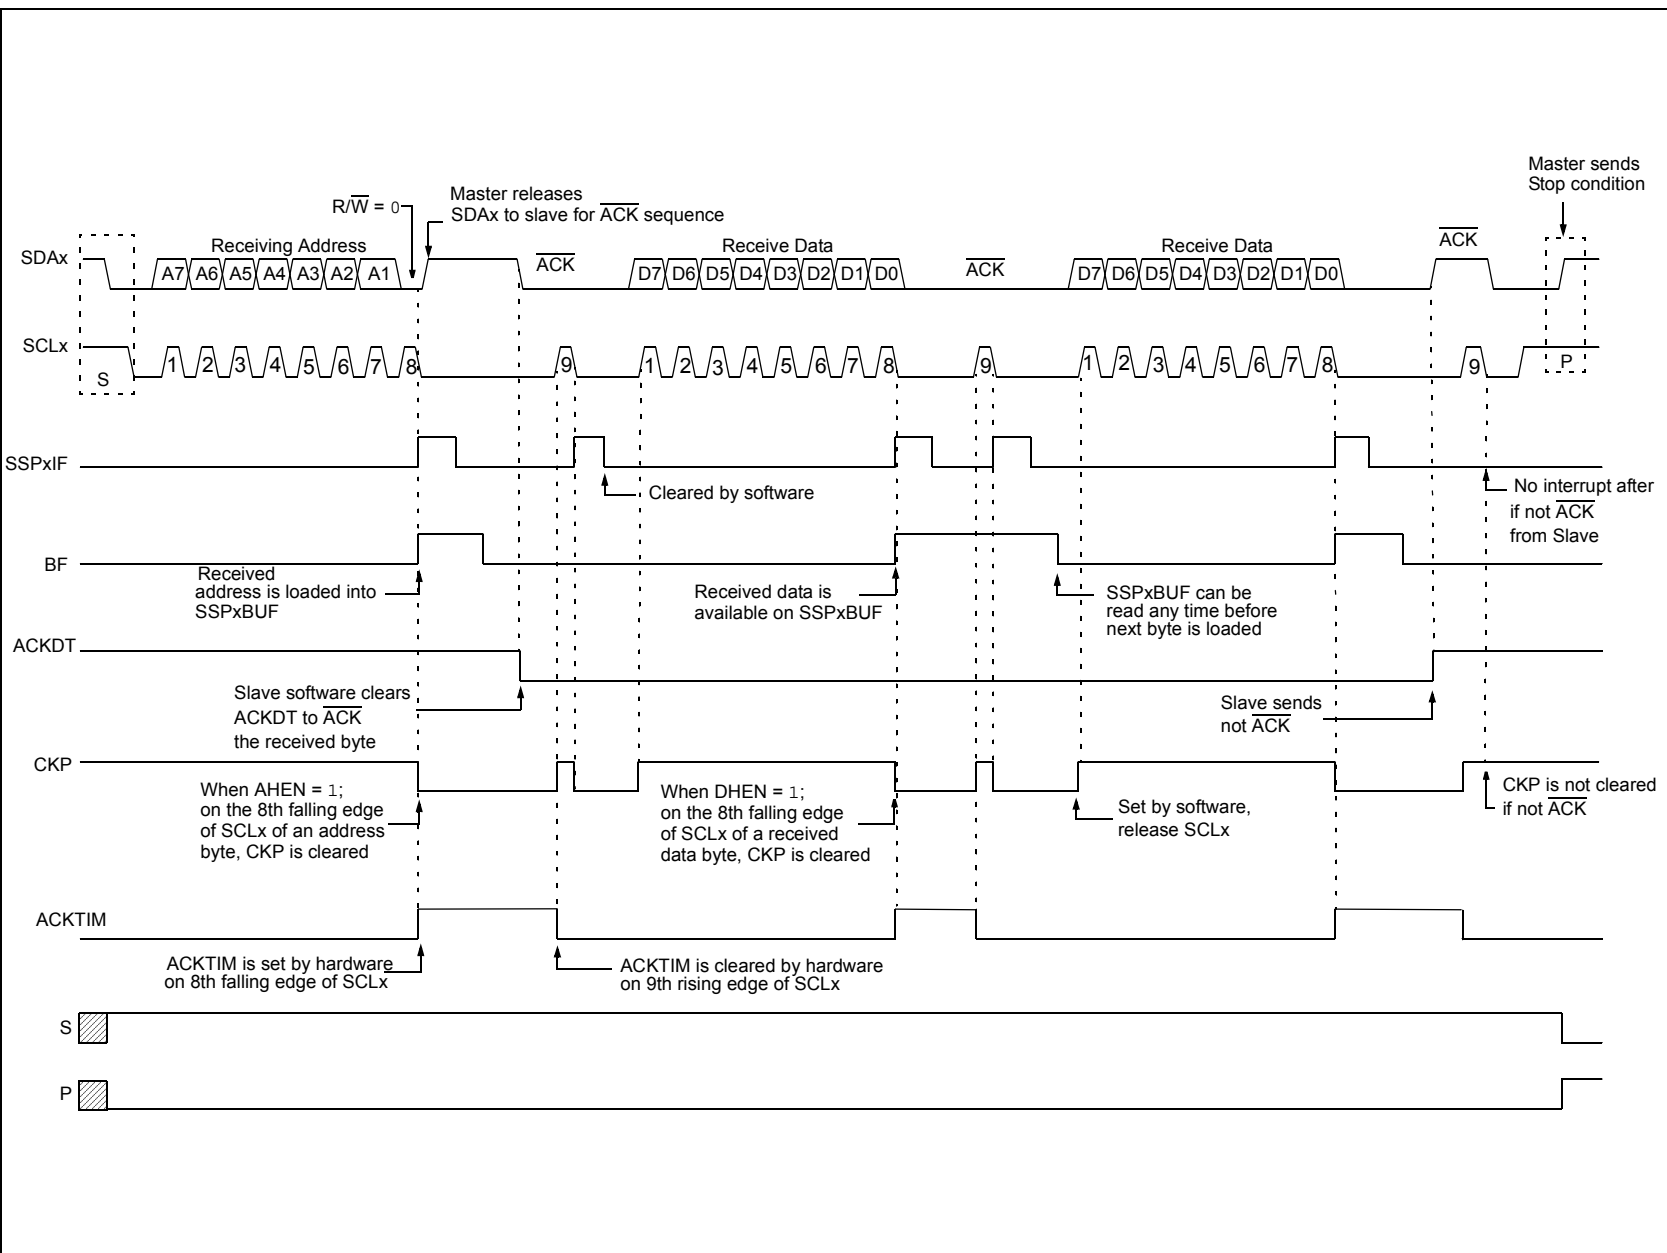 Master sends
Stop condition
Master releases
SDAx to slave for A̅C̅K̅ sequence
R/W̅ = 0
SDAx
Receiving Address
A7 A6 A5 A4 A3 A2 A1
A̅C̅K̅
Receive Data
D7 D6 D5 D4 D3 D2 D1 D0
A̅C̅K̅
Receive Data
D7 D6 D5 D4 D3 D2 D1 D0
A̅C̅K̅
SCLx
S
1 2 3 4 5 6 7 8 9
1 2 3 4 5 6 7 8 9
1 2 3 4 5 6 7 8 9
P
SSPxIF
Cleared by software
No interrupt after
if not A̅C̅K̅
from Slave
BF
Received
address is loaded into
SSPxBUF
Received data is
available on SSPxBUF
SSPxBUF can be
read any time before
next byte is loaded
ACKDT
Slave software clears
ACKDT to A̅C̅K̅
the received byte
Slave sends
not A̅C̅K̅
CKP
When AHEN = 1;
on the 8th falling edge
of SCLx of an address
byte, CKP is cleared
When DHEN = 1;
on the 8th falling edge
of SCLx of a received
data byte, CKP is cleared
Set by software,
release SCLx
CKP is not cleared
if not A̅C̅K̅
ACKTIM
ACKTIM is set by hardware
on 8th falling edge of SCLx
ACKTIM is cleared by hardware
on 9th rising edge of SCLx
S
P